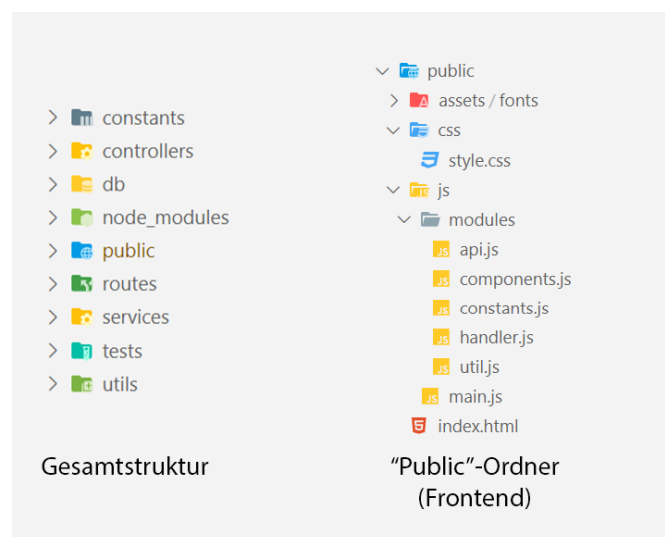 constants
controllers
db
node_modules
public
routes
services
tests
utils
Gesamtstruktur
public
assets / fonts
css
style.css
js
modules
api.js
components.js
constants.js
handler.js
util.js
main.js
index.html
“Public”-Ordner
(Frontend)